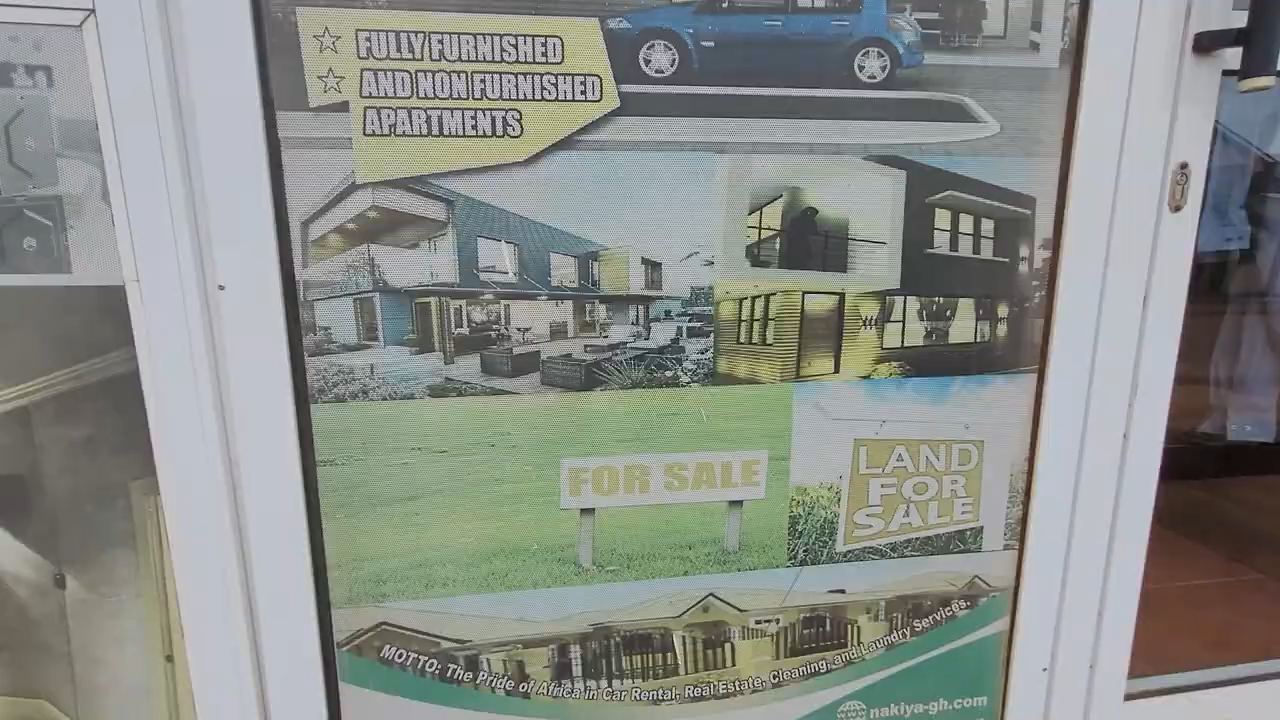 FULLY FURNISHED
AND NON FURNISHED
APARTMENTS
FOR SALE
LAND
FOR
SALE
MOTTO: The Pride of Africa in Car Rental, Real Estate, Cleaning, and Laundry Services.
nakiya-gh.com